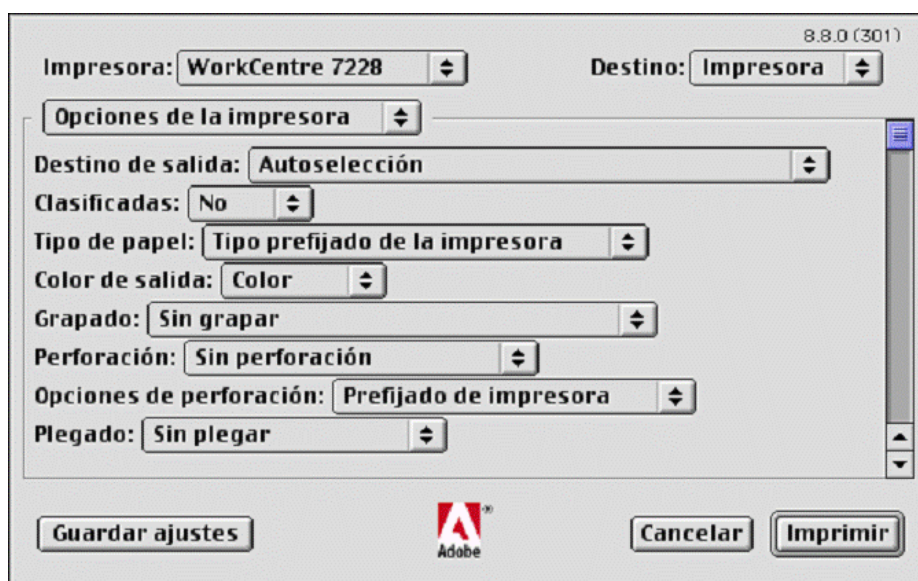 8.8.0 (301)
Impresora: WorkCentre 7228 Destino: Impresora
Opciones de la impresora
Destino de salida: Autoselección
Clasificadas: No
Tipo de papel: Tipo prefijado de la impresora
Color de salida: Color
Grapado: Sin grapar
Perforación: Sin perforación
Opciones de perforación: Prefijado de impresora
Plegado: Sin plegar
Guardar ajustes Adobe® Cancelar Imprimir